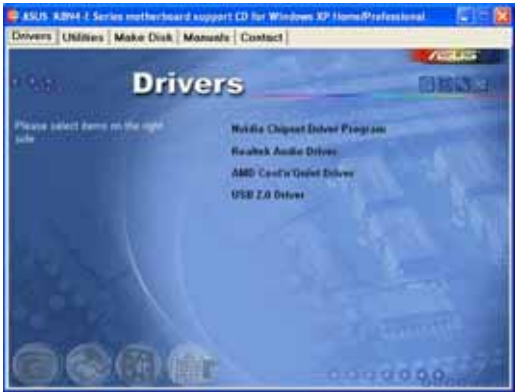 ASUS A8N4-E Series motherboard support CD for Windows XP Home/Professional
Drivers Utilities Make Disk Manuals Contact
ASUS
Drivers
Please select items on the right side
Nvidia Chipset Driver Program
Realtek Audio Driver
AMD Cool'n'Quiet Driver
USB 2.0 Driver